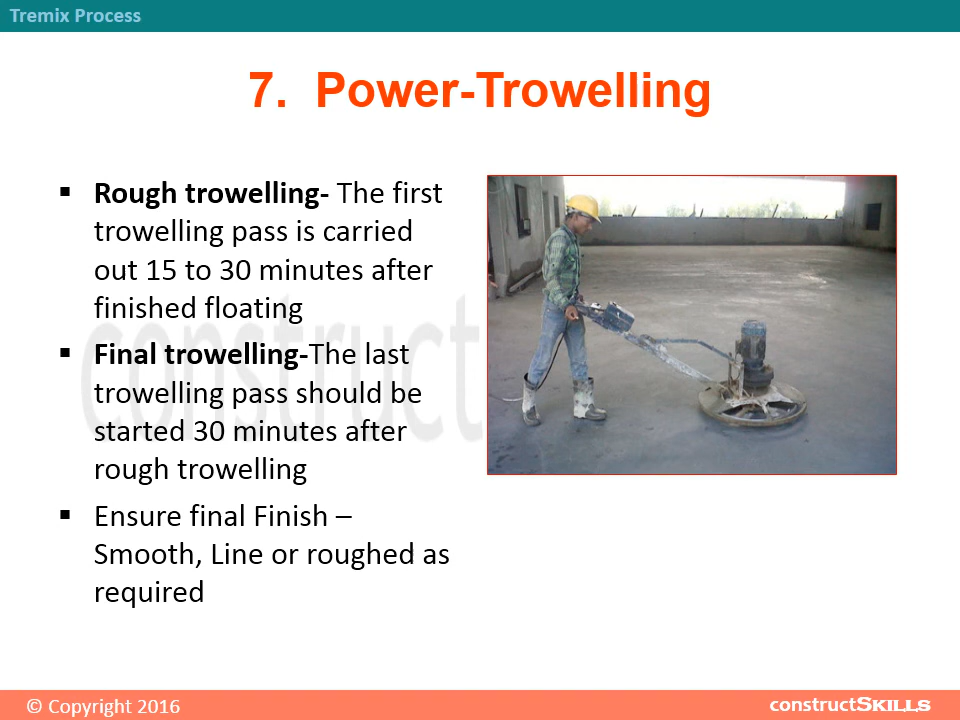 Tremix Process
7. Power-Trowelling
▪ Rough trowelling- The first
trowelling pass is carried
out 15 to 30 minutes after
finished floating
▪ Final trowelling-The last
trowelling pass should be
started 30 minutes after
rough trowelling
▪ Ensure final Finish –
Smooth, Line or roughed as
required
construct
© Copyright 2016
constructSKILLS